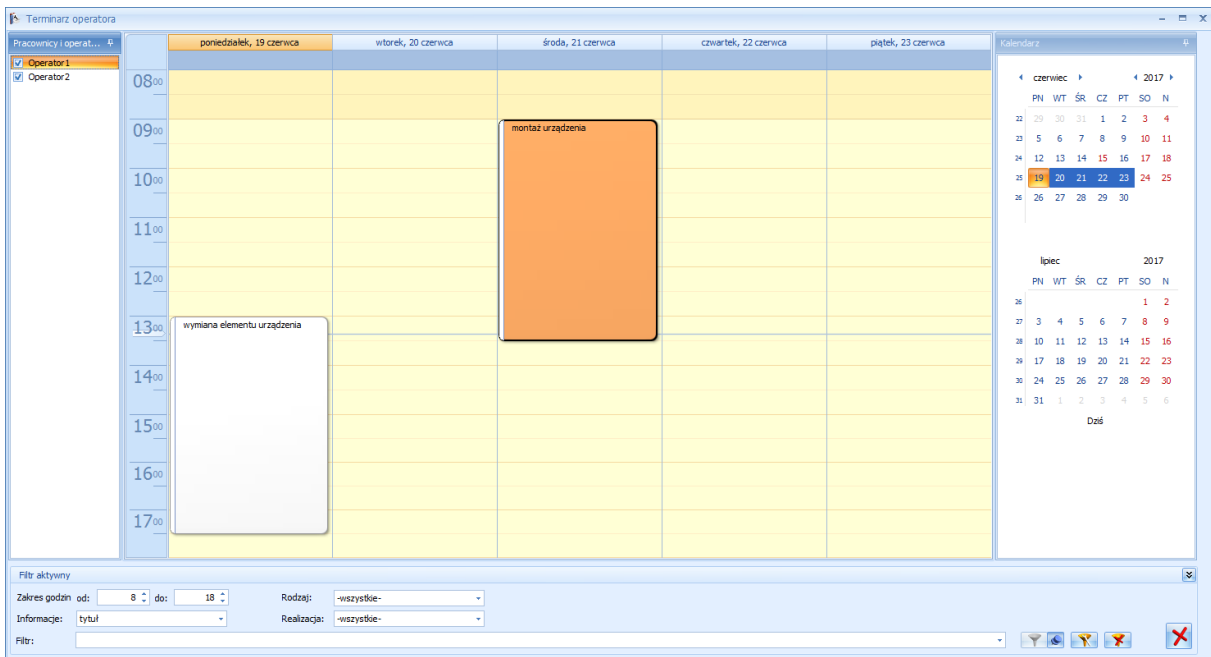 Terminarz operatora
Pracownicy i operat...
Operator1
Operator2
poniedziałek, 19 czerwca
wtorek, 20 czerwca
środa, 21 czerwca
czwartek, 22 czerwca
piątek, 23 czerwca
08 00
09 00
10 00
11 00
12 00
13 00
14 00
15 00
16 00
17 00
montaż urządzenia
wymiana elementu urządzenia
Kalendarz
czerwiec 2017
PN WT ŚR CZ PT SO N
22 29 30 31 1 2 3 4
23 5 6 7 8 9 10 11
24 12 13 14 15 16 17 18
25 19 20 21 22 23 24 25
26 26 27 28 29 30
lipiec 2017
PN WT ŚR CZ PT SO N
26 1 2
27 3 4 5 6 7 8 9
28 10 11 12 13 14 15 16
29 17 18 19 20 21 22 23
30 24 25 26 27 28 29 30
31 31 1 2 3 4 5 6
Dziś
Filtr aktywny
Zakres godzin od: 8 do: 18 Rodzaj: -wszystkie-
Informacje: tytuł Realizacja: -wszystkie-
Filtr: